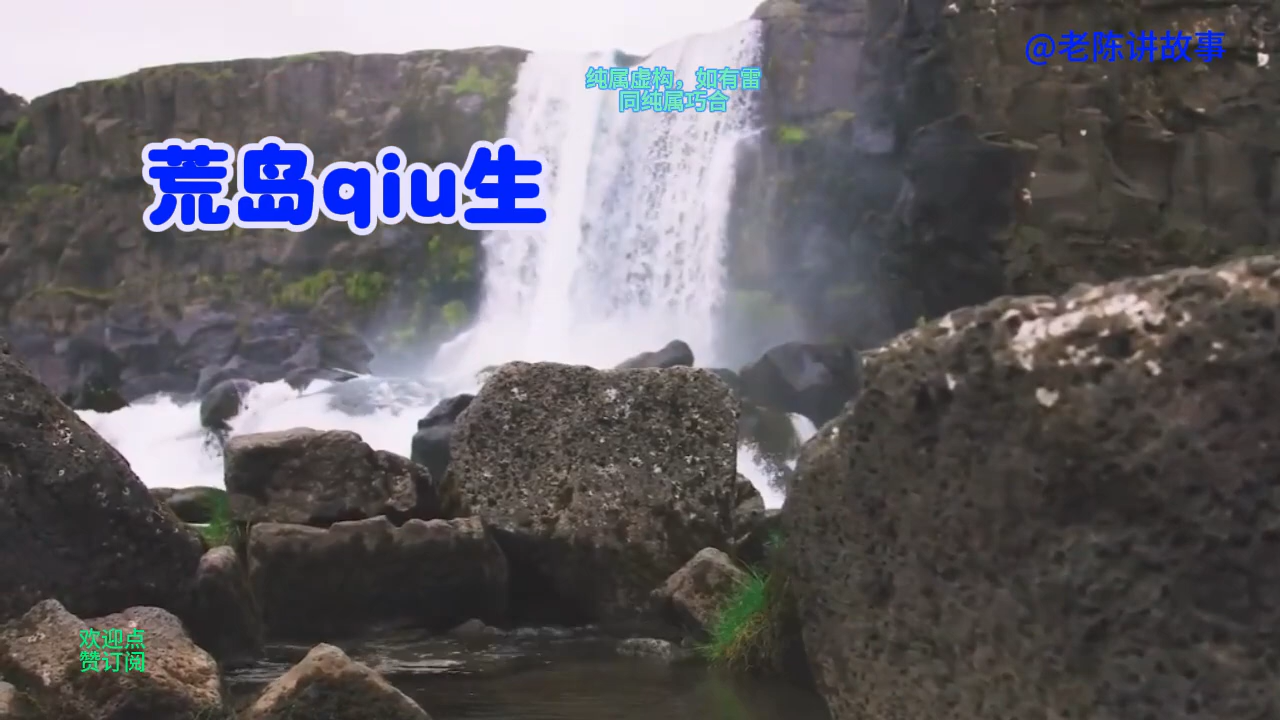 @老陈讲故事
纯属虚构，如有雷
同纯属巧合
荒岛qiu生
欢迎点
赞订阅